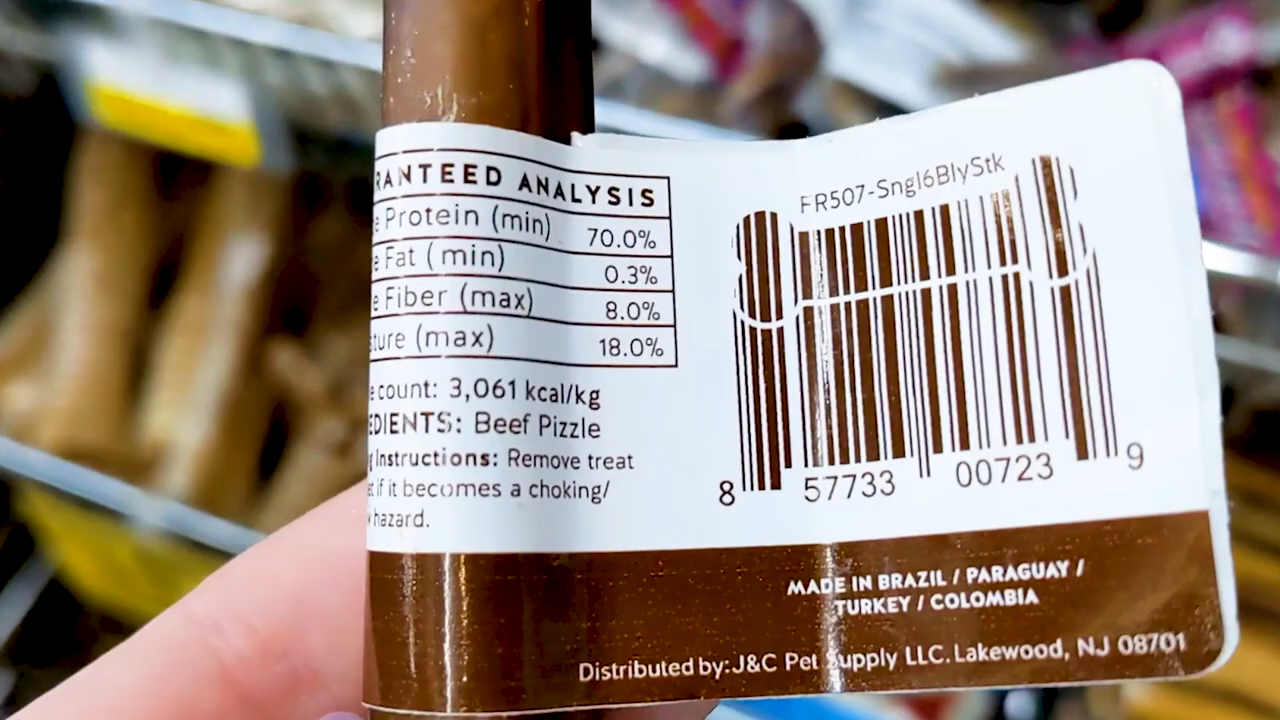 RANTEED ANALYSIS
e Protein (min) 70.0%
e Fat (min) 0.3%
e Fiber (max) 8.0%
sture (max) 18.0%
e count: 3,061 kcal/kg
EDIENTS: Beef Pizzle
g Instructions: Remove treat
at if it becomes a choking/
w hazard.
FR507-Sngl6BlyStk
8 57733 00723 9
MADE IN BRAZIL / PARAGUAY /
TURKEY / COLOMBIA
Distributed by: J&C Pet Supply LLC. Lakewood, NJ 08701